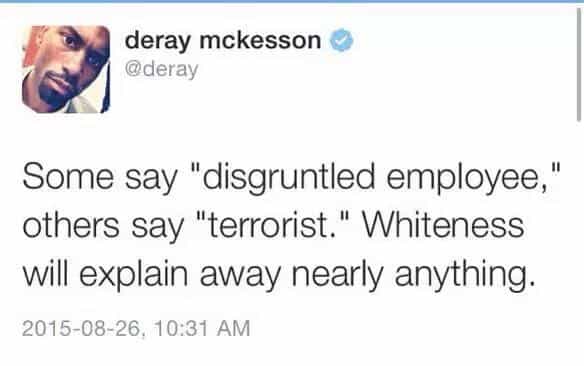 deray mckesson
@deray
Some say "disgruntled employee,"
others say "terrorist." Whiteness
will explain away nearly anything.
2015-08-26, 10:31 AM